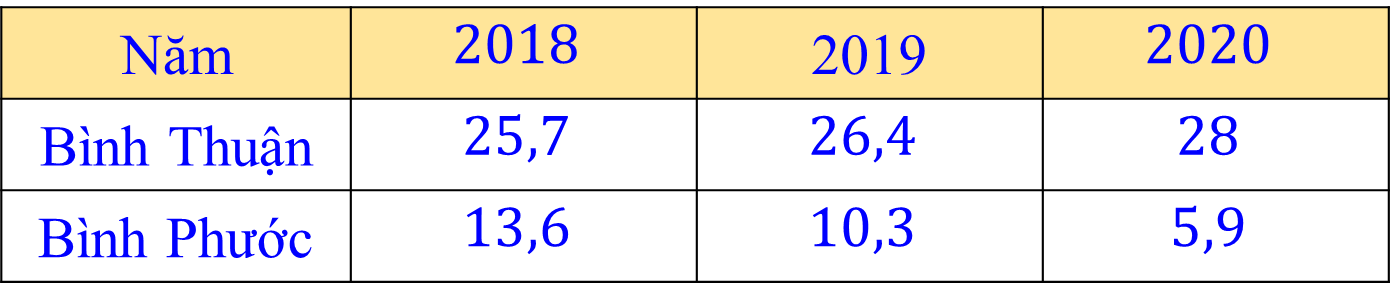 Năm 2018 2019 2020
Bình Thuận 25,7 26,4 28
Bình Phước 13,6 10,3 5,9